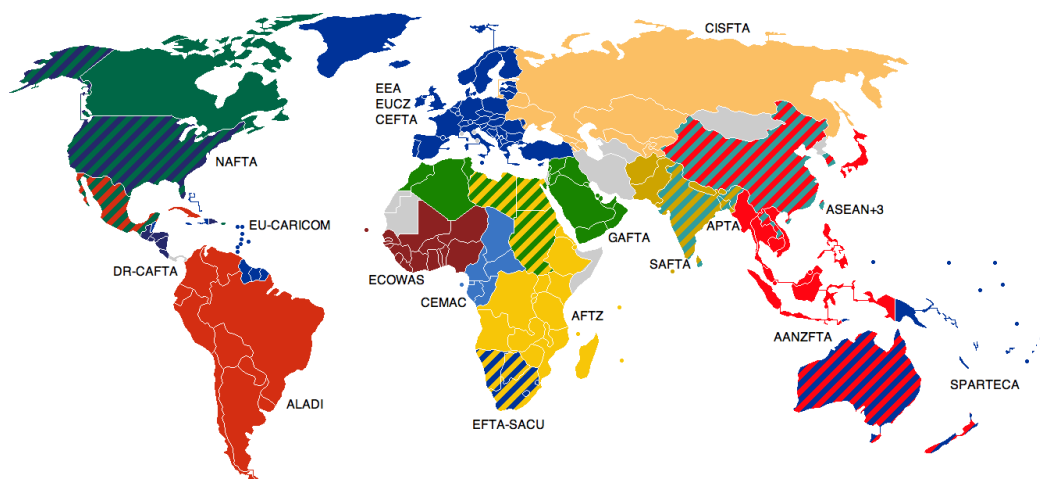 CISFTA
EEA
EUCZ
CEFTA
NAFTA
ASEAN+3
EU-CARICOM
APTA
GAFTA
SAFTA
DR-CAFTA
ECOWAS
CEMAC
AFTZ
AANZFTA
SPARTECA
ALADI
EFTA-SACU